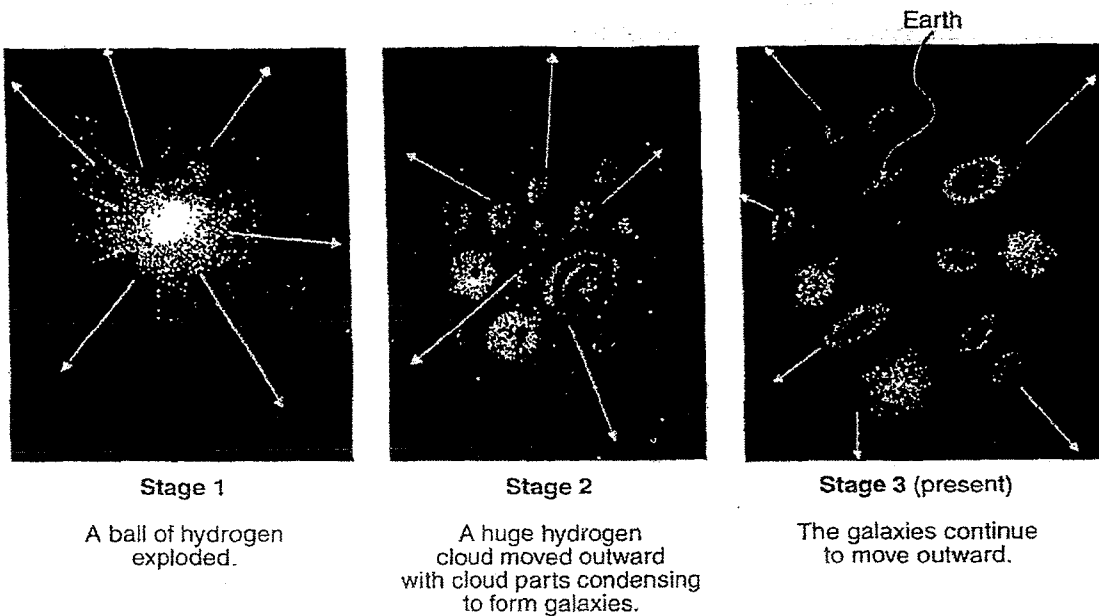 Earth
Stage 1
A ball of hydrogen
exploded.
Stage 2
A huge hydrogen
cloud moved outward
with cloud parts condensing
to form galaxies.
Stage 3 (present)
The galaxies continue
to move outward.